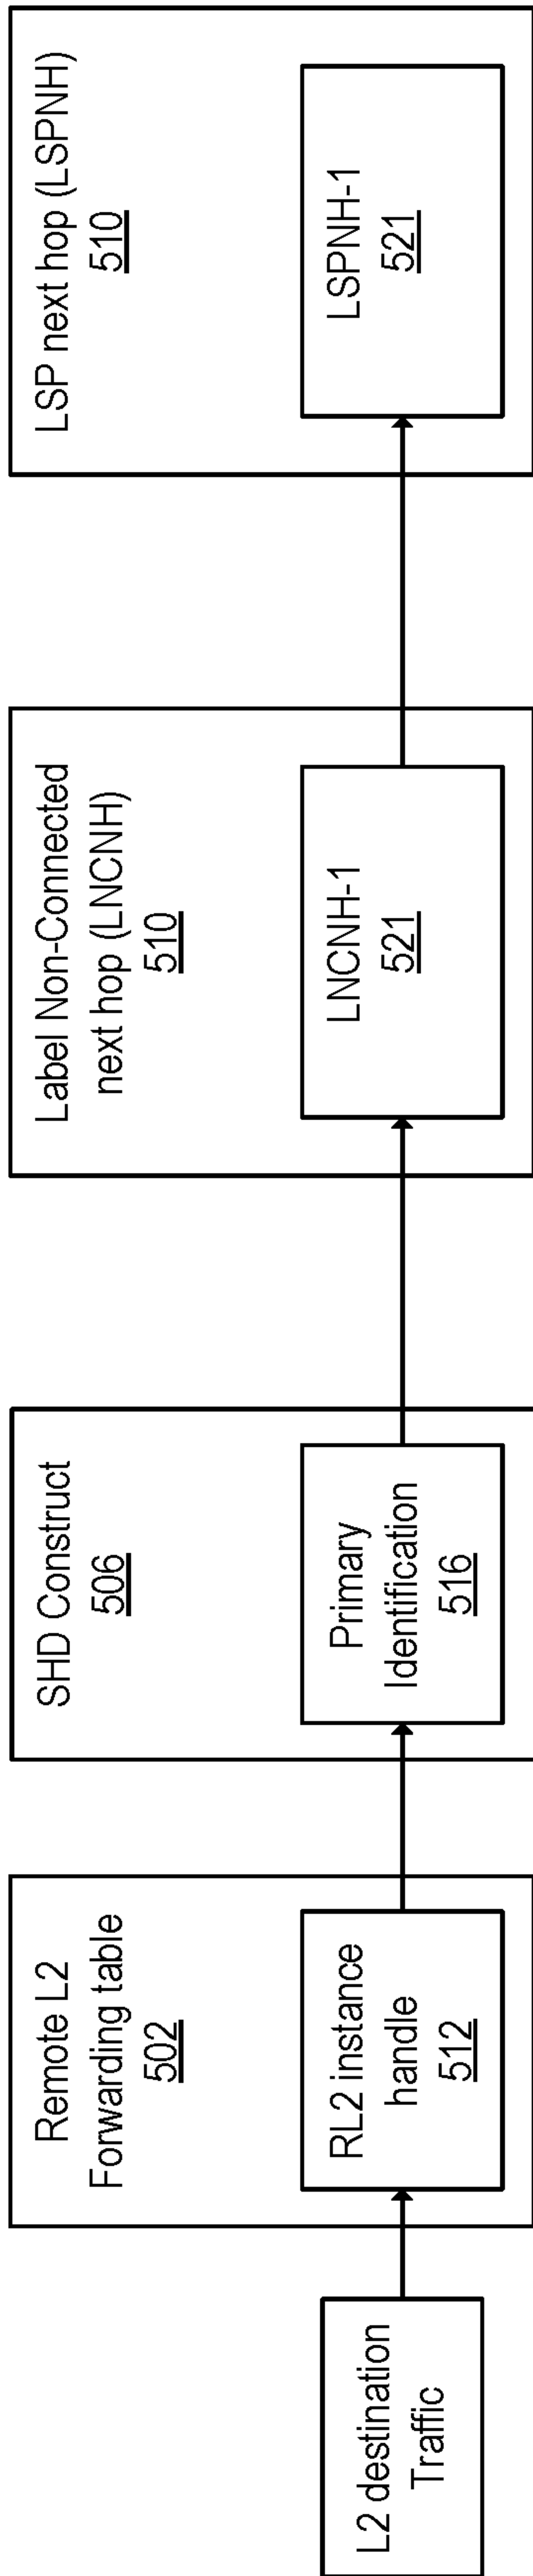 L2 destination
Traffic
Remote L2
Forwarding table
502
RL2 instance
handle
512
SHD Construct
506
Primary
Identification
516
Label Non-Connected
next hop (LNCNH)
510
LNCNH-1
521
LSP next hop (LSPNH)
510
LSPNH-1
521